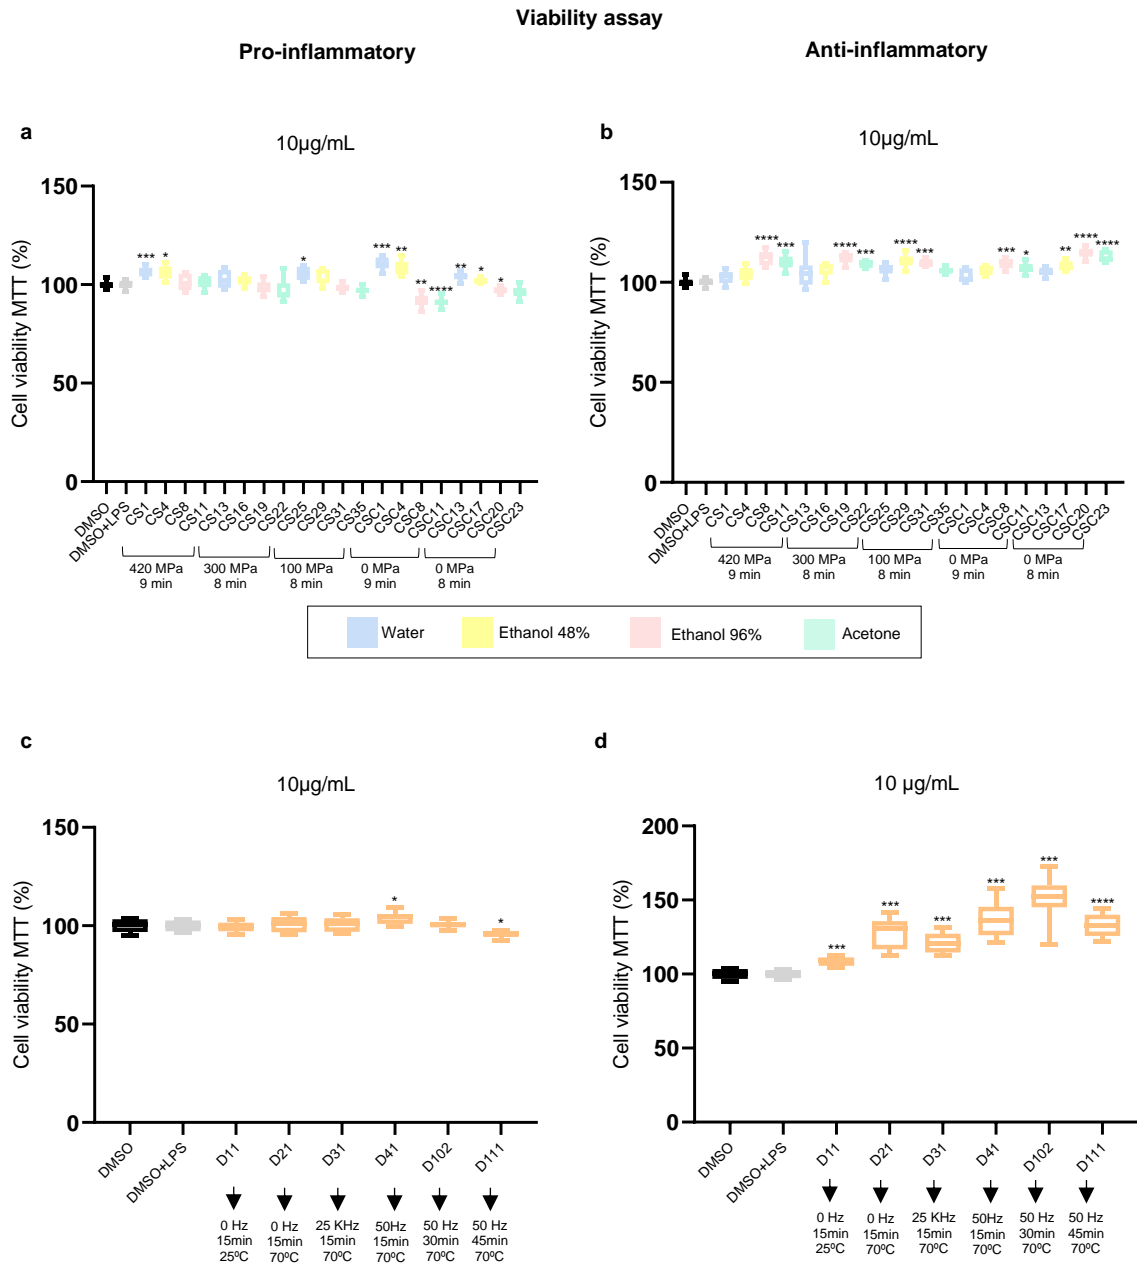 Viability assay
Pro-inflammatory
Anti-inflammatory
a
10µg/mL
Cell viability MTT (%)
150
100
50
0
*** * * *** ** ** **** ** * *
DMSO DMSO+LPS CS1 CS4 CS8 CS11 CS13 CS16 CS19 CS22 CS25 CS29 CS31 CS35 CSC1 CSC4 CSC8 CSC11 CSC13 CSC17 CSC20 CSC23
420 MPa 300 MPa 100 MPa 0 MPa 0 MPa
9 min 8 min 8 min 9 min 8 min
b
10µg/mL
Cell viability MTT (%)
150
100
50
0
**** *** **** *** **** *** *** * ** **** ****
DMSO DMSO+LPS CS1 CS4 CS8 CS11 CS13 CS16 CS19 CS22 CS25 CS29 CS31 CS35 CSC1 CSC4 CSC8 CSC11 CSC13 CSC17 CSC20 CSC23
420 MPa 300 MPa 100 MPa 0 MPa 0 MPa
9 min 8 min 8 min 9 min 8 min
Water Ethanol 48% Ethanol 96% Acetone
c
10µg/mL
Cell viability MTT (%)
150
100
50
0
* *
DMSO DMSO+LPS D11 D21 D31 D41 D102 D111
0 Hz 0 Hz 25 KHz 50Hz 50 Hz 50 Hz
15min 15min 15min 15min 30min 45min
25ºC 70ºC 70ºC 70ºC 70ºC 70ºC
d
10 µg/mL
Cell viability MTT (%)
200
150
100
50
0
*** *** *** *** *** ****
DMSO DMSO+LPS D11 D21 D31 D41 D102 D111
0 Hz 0 Hz 25 KHz 50Hz 50 Hz 50 Hz
15min 15min 15min 15min 30min 45min
25ºC 70ºC 70ºC 70ºC 70ºC 70ºC